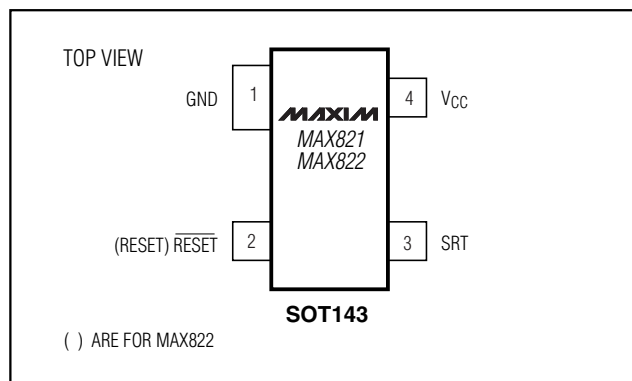 TOP VIEW
GND 1
MAXIM
MAX821
MAX822
4 VCC
(RESET) RESET 2
3 SRT
SOT143
( ) ARE FOR MAX822